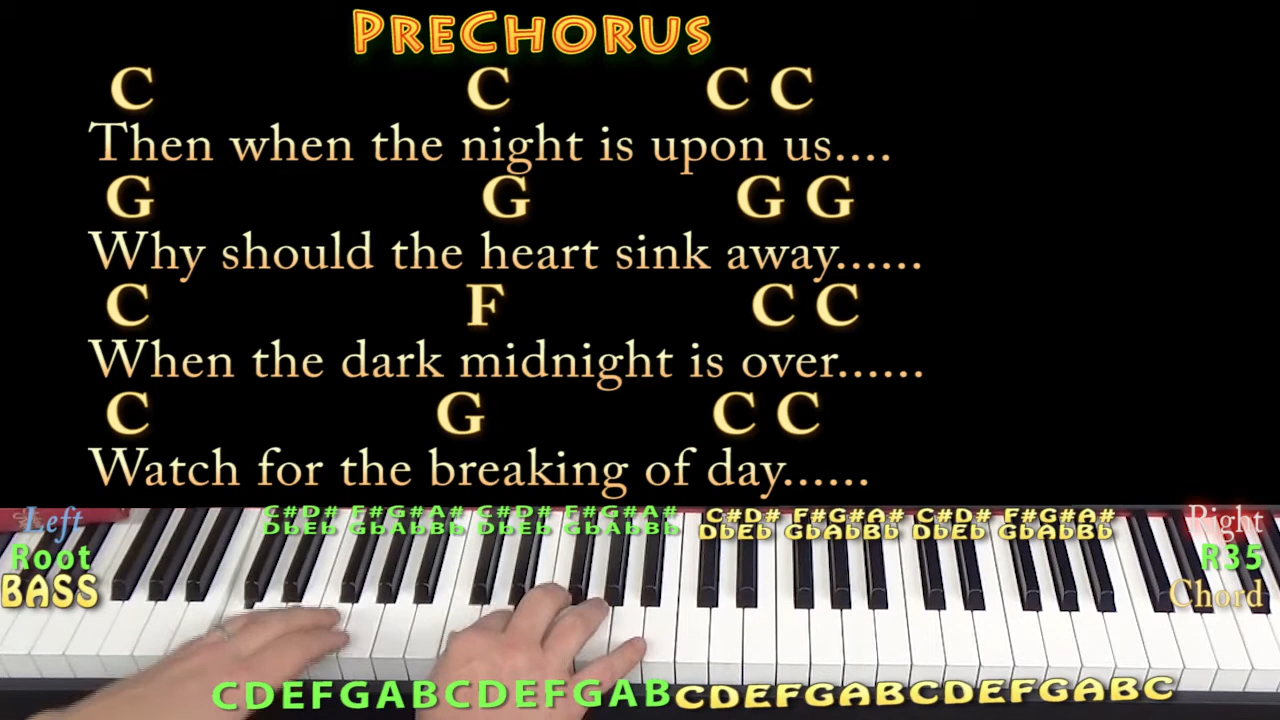 PreChorus
C C C C
Then when the night is upon us....
G G G G
Why should the heart sink away......
C F C C
When the dark midnight is over......
C G C C
Watch for the breaking of day......
Left
Root
BASS
C#D# F#G#A# C#D# F#G#A# C#D# F#G#A# C#D# F#G#A#
DbEb GbAbBb DbEb GbAbBb DbEb GbAbBb DbEb GbAbBb
Right
R35
Chord
CDEFGABCDEFGABCDEFGABCDEFGABC